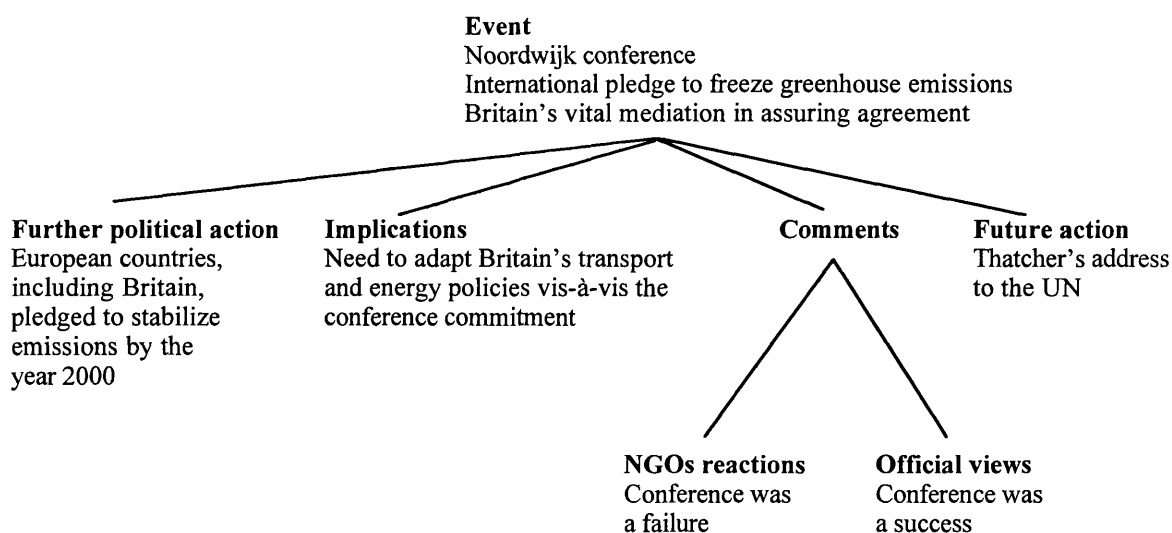 Event
Noordwijk conference
International pledge to freeze greenhouse emissions
Britain's vital mediation in assuring agreement
Further political action
European countries,
including Britain,
pledged to stabilize
emissions by the
year 2000
Implications
Need to adapt Britain's transport
and energy policies vis-à-vis the
conference commitment
Comments
Future action
Thatcher's address
to the UN
NGOs reactions
Conference was
a failure
Official views
Conference was
a success